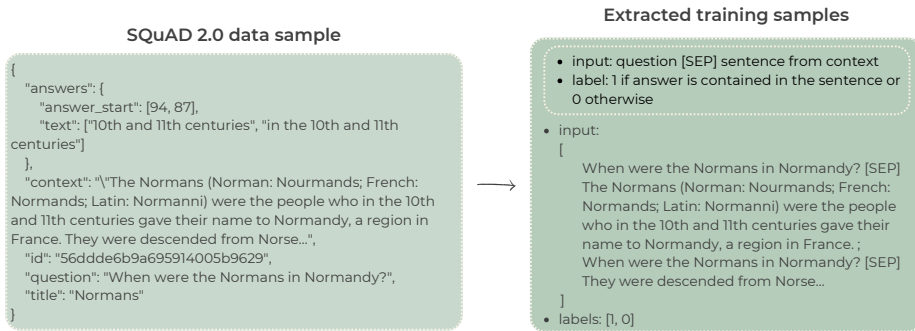 SQuAD 2.0 data sample
{
"answers": {
"answer_start": [94, 87],
"text": ["10th and 11th centuries", "in the 10th and 11th
centuries"]
},
"context": "\"The Normans (Norman: Nourmands; French:
Normands; Latin: Normanni) were the people who in the 10th
and 11th centuries gave their name to Normandy, a region in
France. They were descended from Norse...",
"id": "56ddde6b9a695914005b9629",
"question": "When were the Normans in Normandy?",
"title": "Normans"
}
Extracted training samples
• input: question [SEP] sentence from context
• label: 1 if answer is contained in the sentence or
0 otherwise
• input:
[
When were the Normans in Normandy? [SEP]
The Normans (Norman: Nourmands; French:
Normands; Latin: Normanni) were the people
who in the 10th and 11th centuries gave their
name to Normandy, a region in France. ;
When were the Normans in Normandy? [SEP]
They were descended from Norse...
]
• labels: [1, 0]